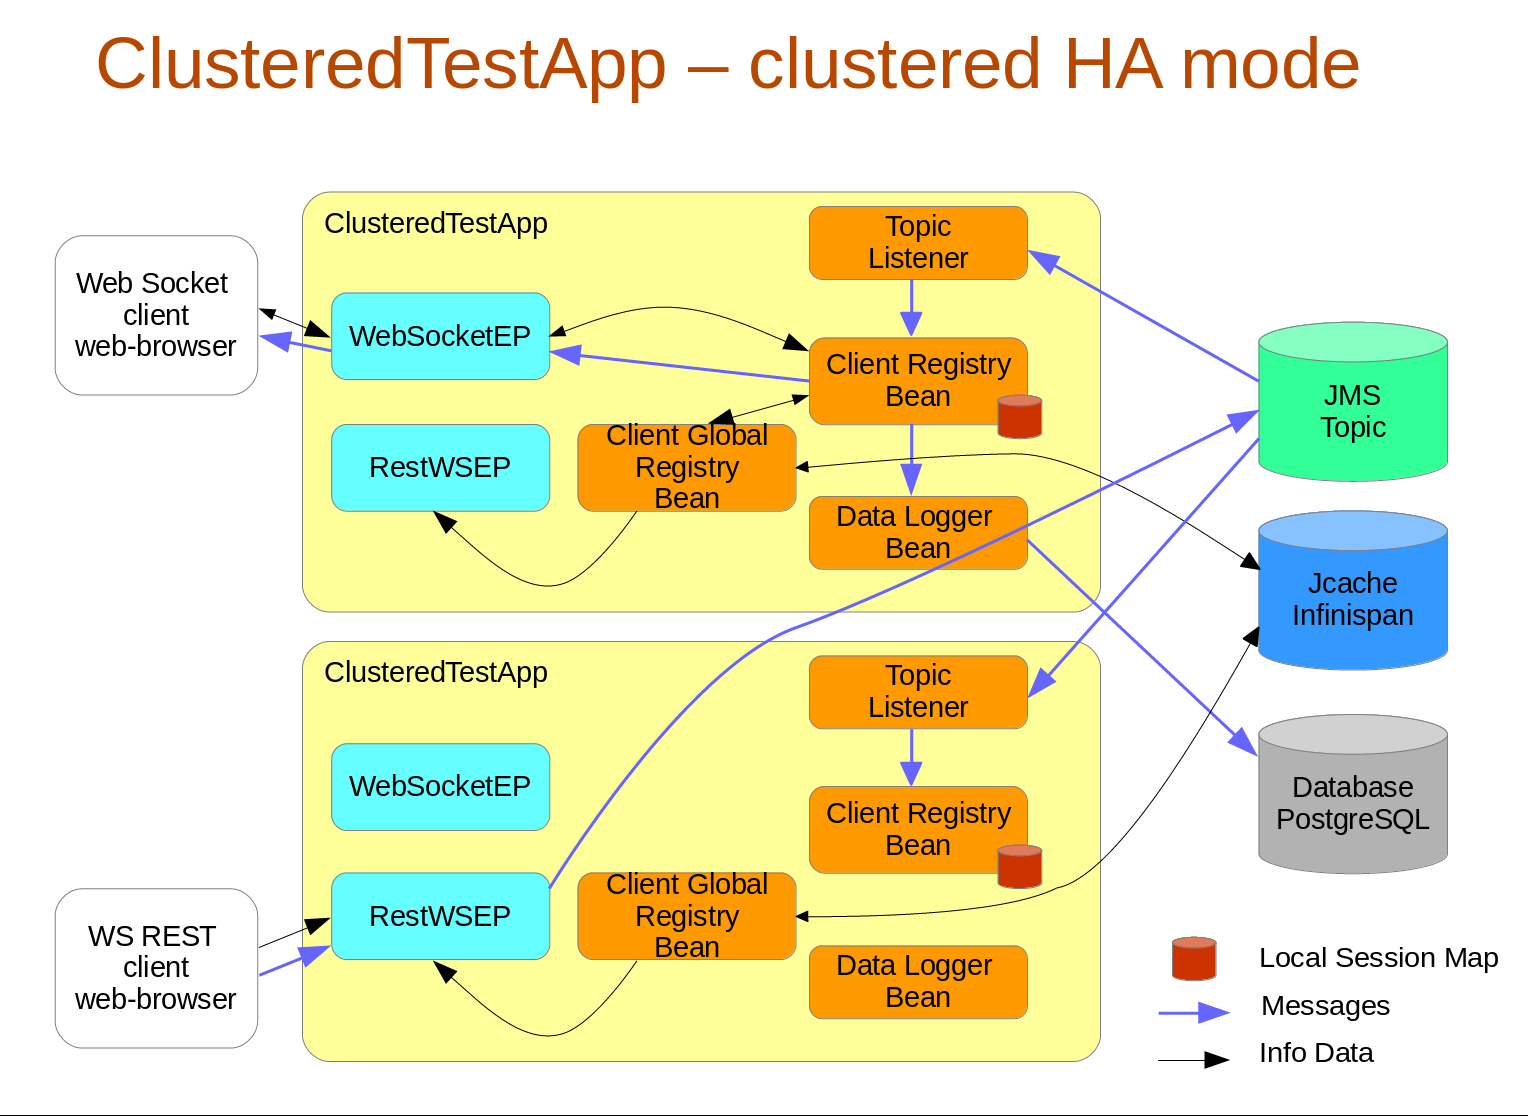 ClusteredTestApp – clustered HA mode
ClusteredTestApp
Topic
Listener
Web Socket
client
web-browser
WebSocketEP
Client Registry
Bean
JMS
Topic
RestWSEP
Client Global
Registry
Bean
Data Logger
Bean
Jcache
Infinispan
ClusteredTestApp
Topic
Listener
WebSocketEP
Client Registry
Bean
Database
PostgreSQL
WS REST
client
web-browser
RestWSEP
Client Global
Registry
Bean
Data Logger
Bean
Local Session Map
Messages
Info Data